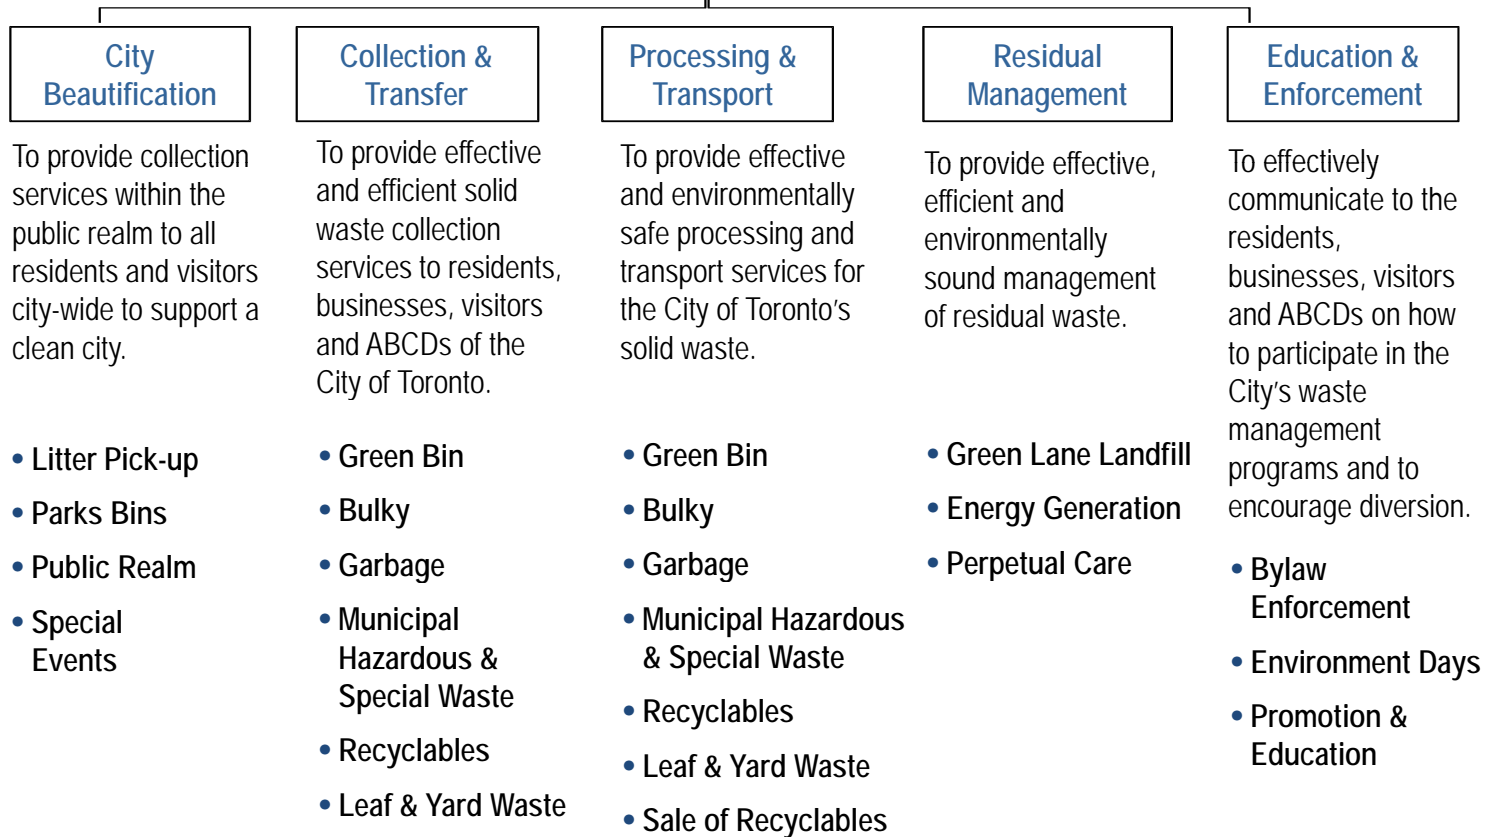 City
Beautification
To provide collection
services within the
public realm to all
residents and visitors
city-wide to support a
clean city.
• Litter Pick-up
• Parks Bins
• Public Realm
• Special
Events
Collection &
Transfer
To provide effective
and efficient solid
waste collection
services to residents,
businesses, visitors
and ABCDs of the
City of Toronto.
• Green Bin
• Bulky
• Garbage
• Municipal
Hazardous &
Special Waste
• Recyclables
• Leaf & Yard Waste
Processing &
Transport
To provide effective
and environmentally
safe processing and
transport services for
the City of Toronto's
solid waste.
• Green Bin
• Bulky
• Garbage
• Municipal Hazardous
& Special Waste
• Recyclables
• Leaf & Yard Waste
• Sale of Recyclables
Residual
Management
To provide effective,
efficient and
environmentally
sound management
of residual waste.
• Green Lane Landfill
• Energy Generation
• Perpetual Care
Education &
Enforcement
To effectively
communicate to the
residents,
businesses, visitors
and ABCDs on how
to participate in the
City's waste
management
programs and to
encourage diversion.
• Bylaw
Enforcement
• Environment Days
• Promotion &
Education